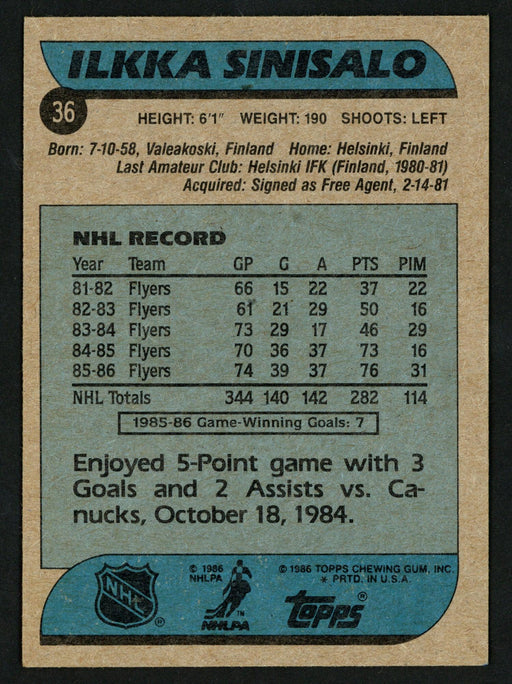 ILKKA SINISALO
36
HEIGHT: 6'1" WEIGHT: 190 SHOOTS: LEFT
Born: 7-10-58, Valeakoski, Finland Home: Helsinki, Finland
Last Amateur Club: Helsinki IFK (Finland, 1980-81)
Acquired: Signed as Free Agent, 2-14-81
NHL RECORD
Year Team GP G A PTS PIM
81-82 Flyers 66 15 22 37 22
82-83 Flyers 61 21 29 50 16
83-84 Flyers 73 29 17 46 29
84-85 Flyers 70 36 37 73 16
85-86 Flyers 74 39 37 76 31
NHL Totals 344 140 142 282 114
1985-86 Game-Winning Goals: 7
Enjoyed 5-Point game with 3
Goals and 2 Assists vs. Ca-
nucks, October 18, 1984.
NHL ®
© 1986
NHLPA
TM
NHLPA
© 1986 TOPPS CHEWING GUM, INC.
* PRTD. IN U.S.A.
Topps ®